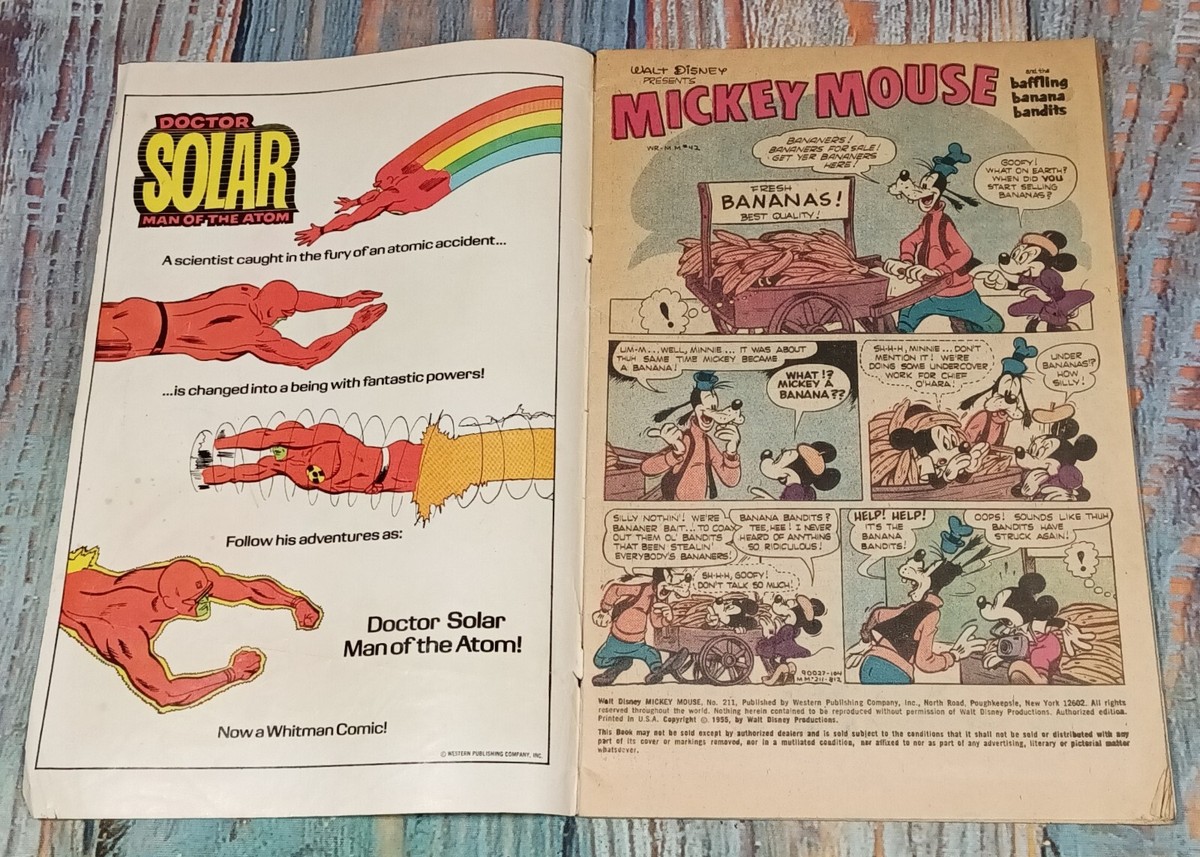 DOCTOR
SOLAR
MAN OF THE ATOM
A scientist caught in the fury of an atomic accident...
...is changed into a being with fantastic powers!
Follow his adventures as:
Doctor Solar
Man of the Atom!
Now a Whitman Comic!
© WESTERN PUBLISHING COMPANY, INC.
WALT DISNEY
PRESENTS
MICKEY MOUSE
and the
baffling
banana
bandits
WR-M.M.#42
BANANERS!
BANANERS FOR SALE!
GET YER BANANERS
HERE!
GOOFY!
WHAT ON EARTH?
WHEN DID YOU
START SELLING
BANANAS?
FRESH
BANANAS!
BEST QUALITY!
!
UM-M... WELL, MINNIE... IT WAS ABOUT
THUH SAME TIME MICKEY BECAME
A BANANA!
WHAT!?
MICKEY A
BANANA??
SH-H-H, MINNIE... DON'T
MENTION IT! WE'RE
DOING SOME UNDERCOVER
WORK FOR CHIEF
O'HARA!
UNDER
BANANAS!?
HOW
SILLY!
SILLY NOTHIN'! WE'RE
BANANER BAIT... TO COAX
OUT THEM OL' BANDITS
THAT BEEN STEALIN'
EVERYBODY'S BANANERS!
BANANA BANDITS?
TEE, HEE! I NEVER
HEARD OF ANYTHING
SO RIDICULOUS!
SH-H-H, GOOFY!
DON'T TALK SO MUCH!
90037-104
M.M.#211-812
HELP! HELP!
IT'S THE
BANANA
BANDITS!
OOPS! SOUNDS LIKE THUH
BANDITS HAVE
STRUCK AGAIN!
!
Walt Disney MICKEY MOUSE, No. 211, Published by Western Publishing Company, Inc., North Road, Poughkeepsie, New York 12602. All rights
reserved throughout the world. Nothing herein contained to be reproduced without permission of Walt Disney Productions. Authorized edition.
Printed in U.S.A. Copyright ©, 1955, by Walt Disney Productions.
This Book may not be sold except by authorized dealers and is sold subject to the conditions that it shall not be sold or distributed with any
part of its cover or markings removed, nor in a mutilated condition, nor affixed to nor as part of any advertising, literary or pictorial matter
whatsoever.